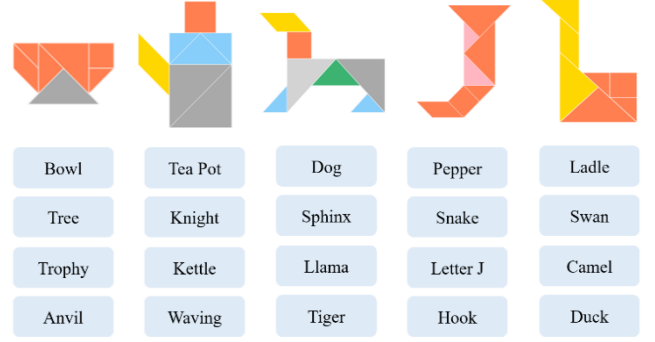 Bowl
Tea Pot
Dog
Pepper
Ladle
Tree
Knight
Sphinx
Snake
Swan
Trophy
Kettle
Llama
Letter J
Camel
Anvil
Waving
Tiger
Hook
Duck